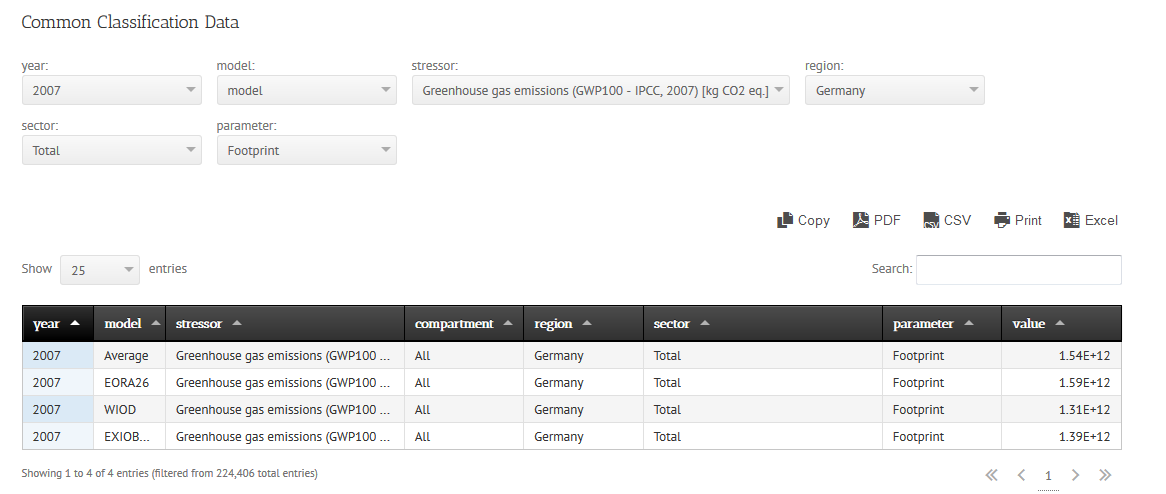 Common Classification Data
year: model: stressor: region:
2007 model Greenhouse gas emissions (GWP100 - IPCC, 2007) [kg CO2 eq.] Germany
sector: parameter:
Total Footprint
Copy PDF CSV Print Excel
Show 25 entries Search:
year model stressor compartment region sector parameter value
2007 Average Greenhouse gas emissions (GWP100 ... All Germany Total Footprint 1.54E+12
2007 EORA26 Greenhouse gas emissions (GWP100 ... All Germany Total Footprint 1.59E+12
2007 WIOD Greenhouse gas emissions (GWP100 ... All Germany Total Footprint 1.31E+12
2007 EXIOB... Greenhouse gas emissions (GWP100 ... All Germany Total Footprint 1.39E+12
Showing 1 to 4 of 4 entries (filtered from 224,406 total entries) 1